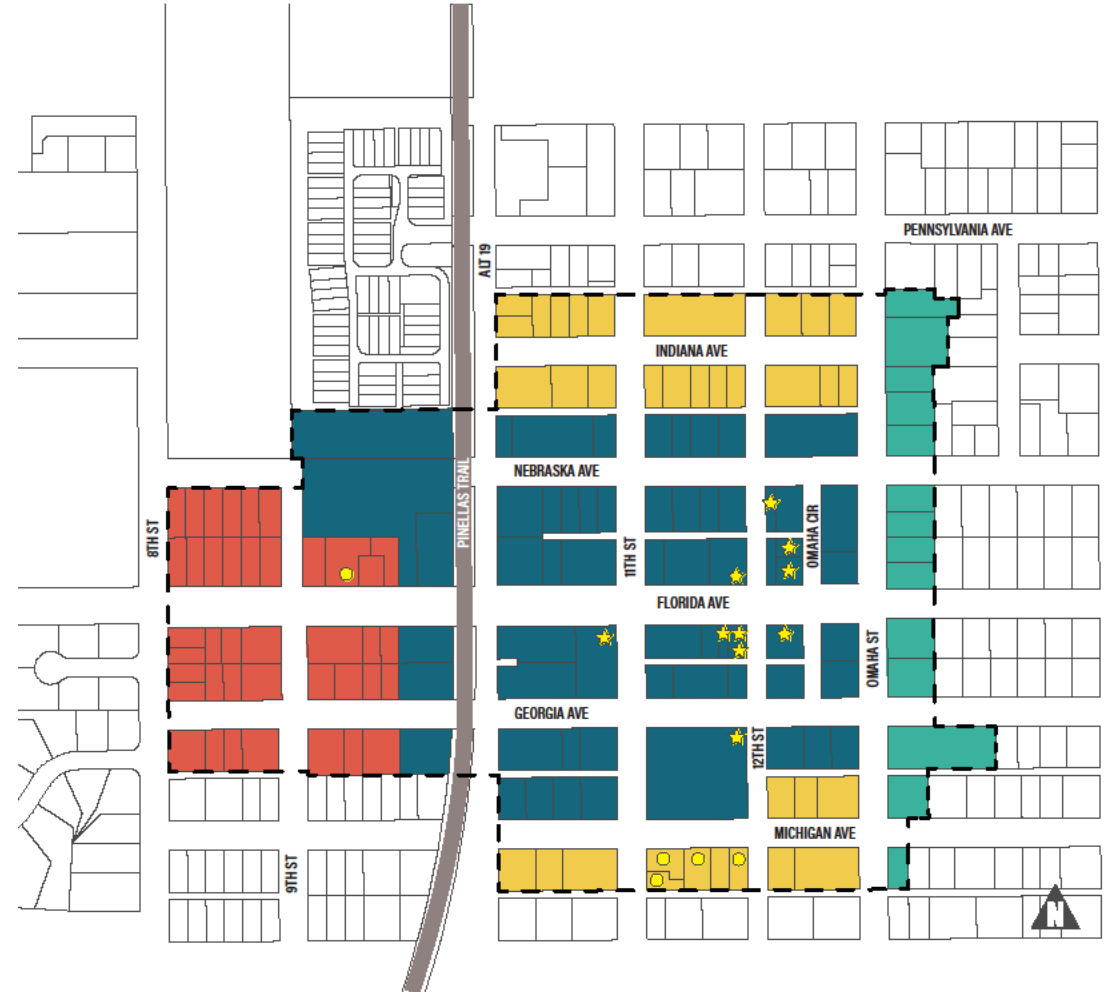 PENNSYLVANIA AVE
ALT 19
INDIANA AVE
NEBRASKA AVE
PINELLAS TRAIL
8TH ST
11TH ST
OMAHA CIR
FLORIDA AVE
OMAHA ST
GEORGIA AVE
12TH ST
MICHIGAN AVE
9TH ST
N